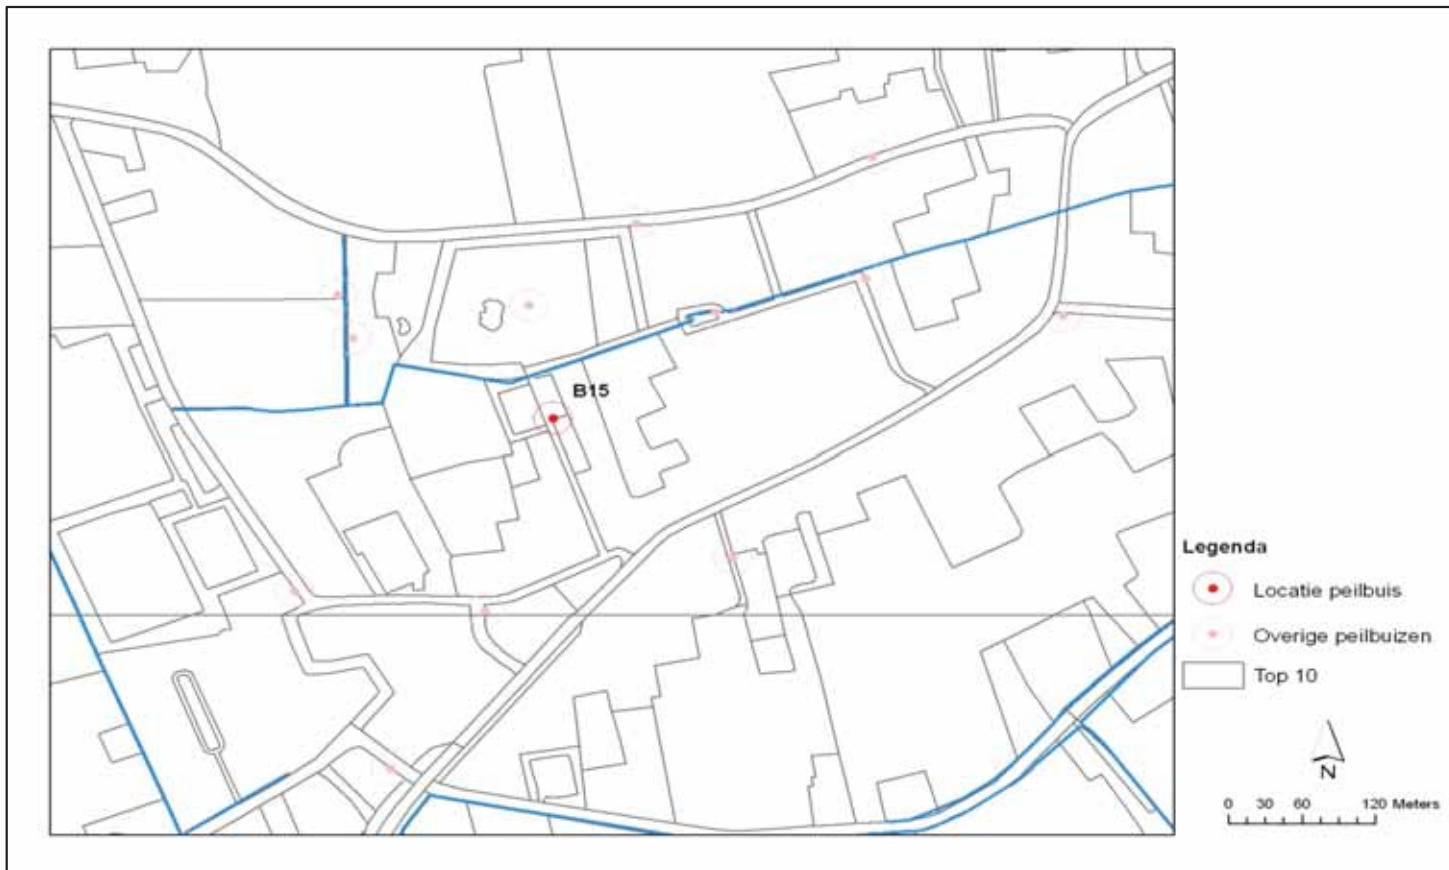 B15
Legenda
Locatie peilbuis
Overige peilbuizen
Top 10
N
0 30 60 120 Meters